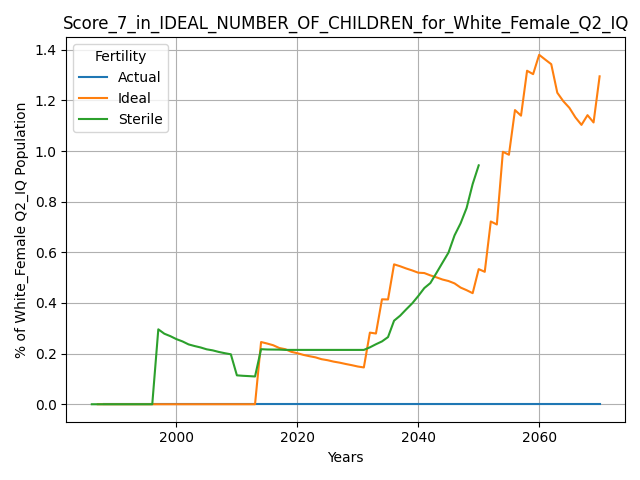 Score_7_in_IDEAL_NUMBER_OF_CHILDREN_for_White_Female_Q2_IQ
Fertility
Actual
Ideal
Sterile
% of White_Female Q2_IQ Population
1.4
1.2
1.0
0.8
0.6
0.4
0.2
0.0
2000
2020
2040
2060
Years